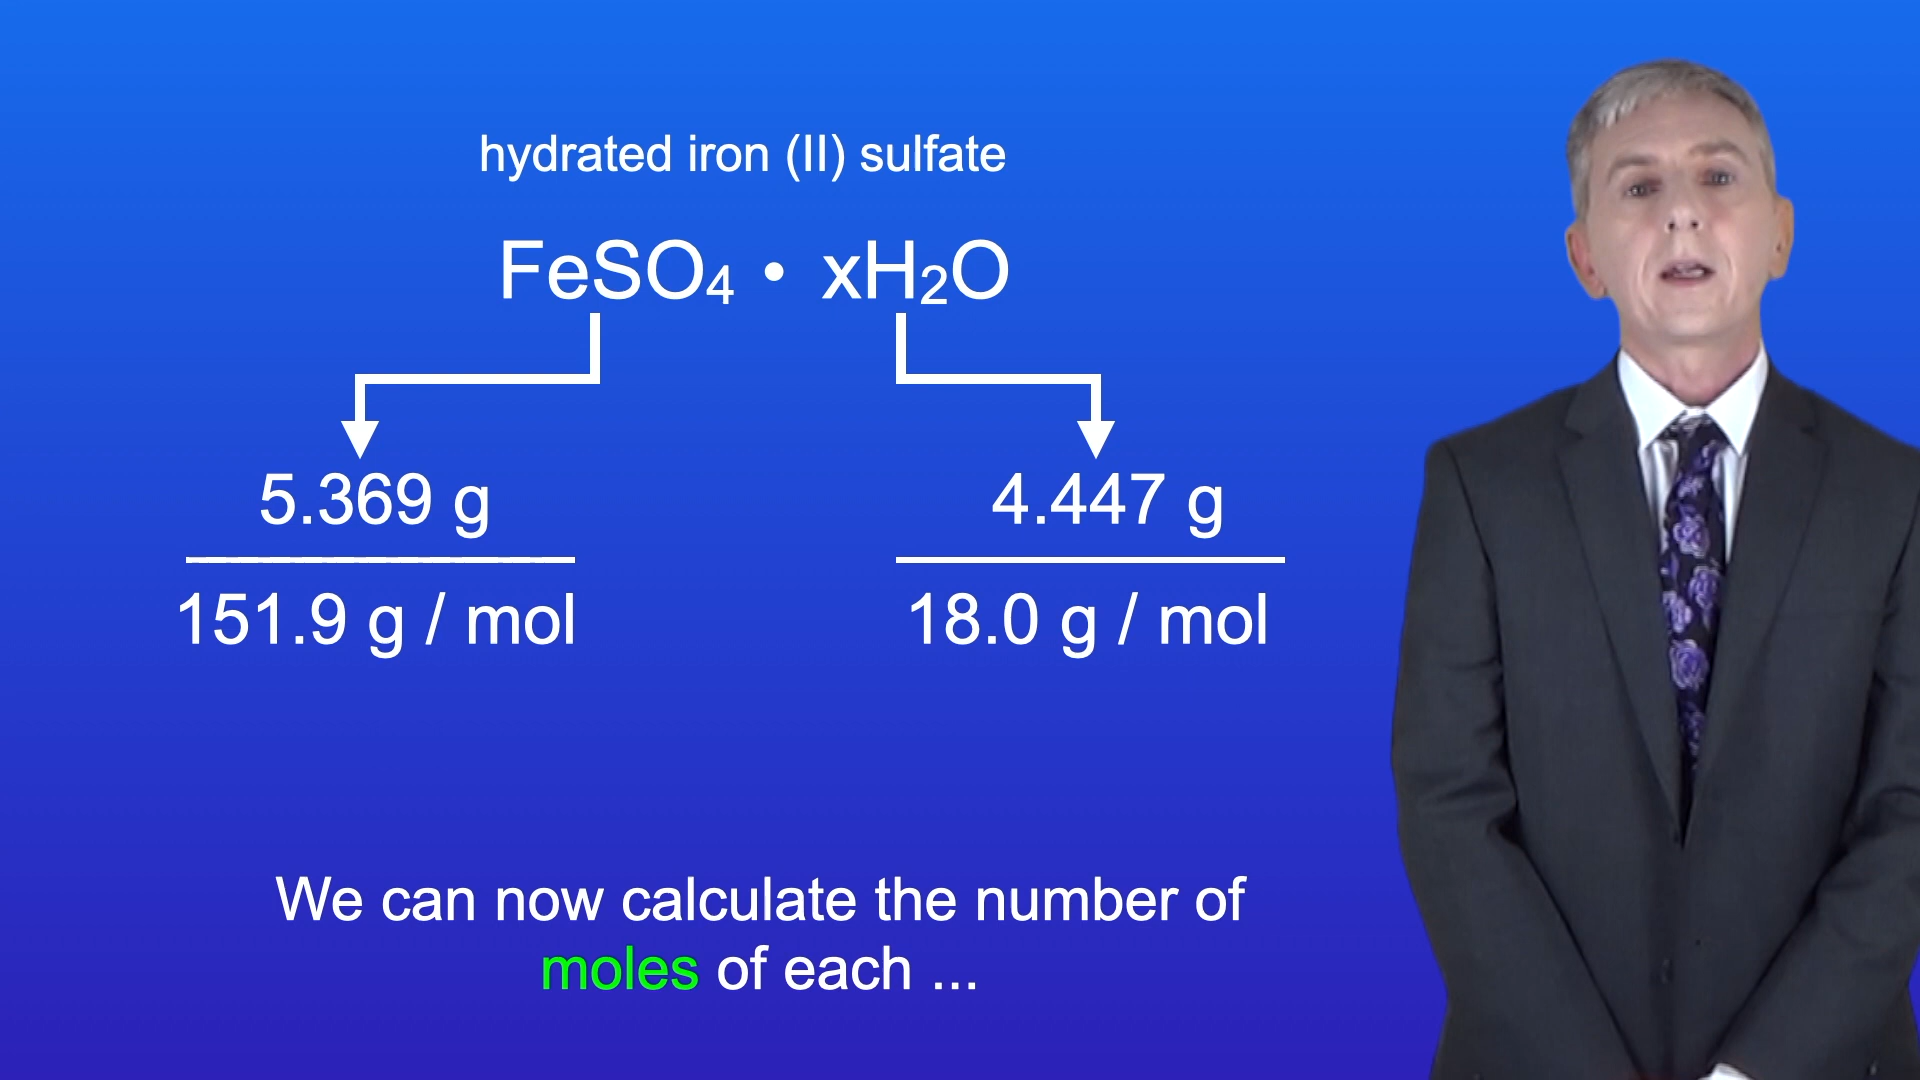 hydrated iron (II) sulfate
FeSO₄ • xH₂O
5.369 g
151.9 g / mol
4.447 g
18.0 g / mol
We can now calculate the number of
moles of each ...